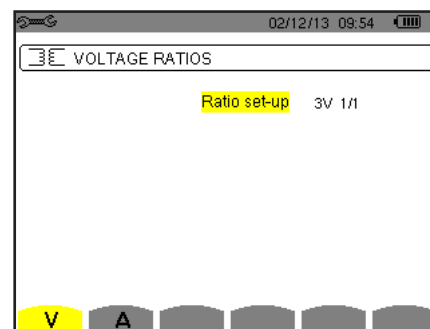 02/12/13 09:54
VOLTAGE RATIOS
Ratio set-up 3V 1/1
V A